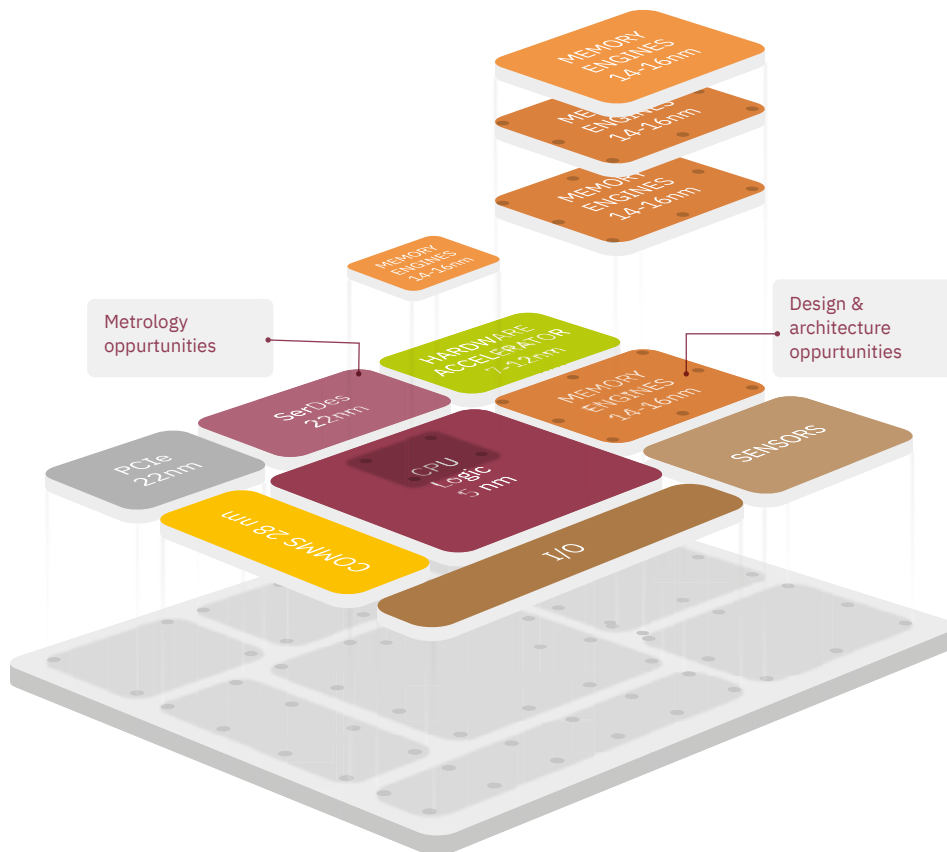 MEMORY
ENGINES
14-16nm
MEMORY
ENGINES
14-16nm
MEMORY
ENGINES
14-16nm
MEMORY
ENGINES
14-16nm
Metrology
oppurtunities
Design &
architecture
oppurtunities
HARDWARE
ACCELERATOR
7-12nm
MEMORY
ENGINES
14-16nm
SerDes
22nm
SENSORS
PCIe
22nm
CPU
Logic
5 nm
COMMS 28 nm
I/O